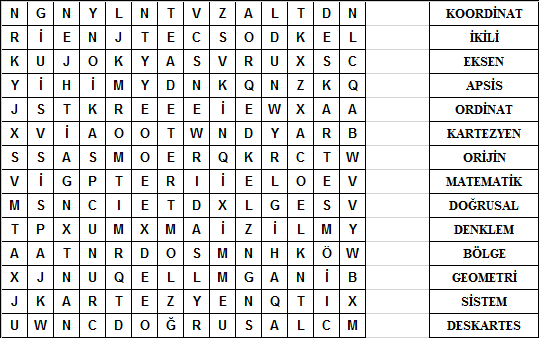 N G N Y L N T V Z A L T D N KOORDİNAT
R İ E N J T E C S O D K E L İKİLİ
K U J O K Y A S V R U X S C EKSEN
Y İ H İ M Y D N K Q N Z K Q APSİS
J S T K R E E E İ E W X A A ORDİNAT
X V İ A O O T W N D Y A R B KARTEZYEN
S S A S M O E R Q K R C T W ORİJİN
V İ G P T E R I İ E L O E V MATEMATİK
M S N C I E T D X L G E S V DOĞRUSAL
T P X U M X M A İ Z İ L M Y DENKLEM
A A T N R D O S M N H K Ö W BÖLGE
X J N U Q E L L M G A N İ B GEOMETRİ
J K A R T E Z Y E N Q T I X SİSTEM
U W N C D O Ğ R U S A L C M DESKARTES